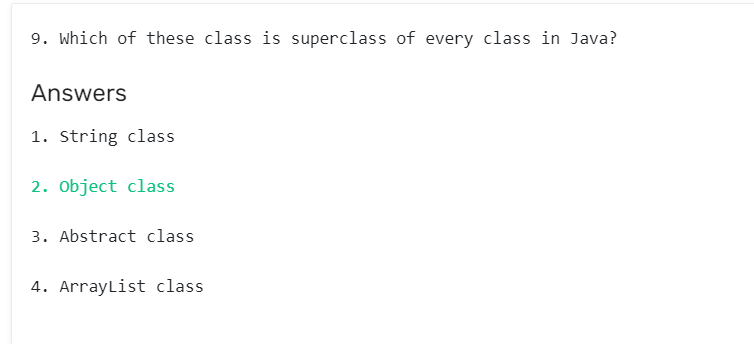 9. Which of these class is superclass of every class in Java?
Answers
1. String class
2. Object class
3. Abstract class
4. ArrayList class